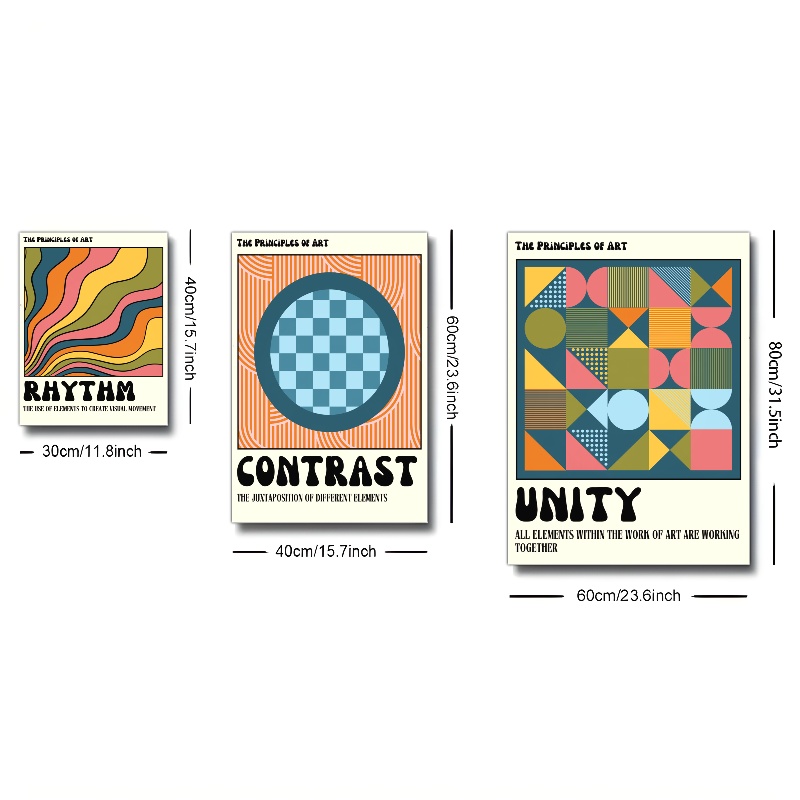 The Principles of Art
RHYTHM
THE USE OF ELEMENTS TO CREATE VISUAL MOVEMENT
40cm/15.7inch
30cm/11.8inch
The Principles of Art
CONTRAST
THE JUXTAPOSITION OF DIFFERENT ELEMENTS
60cm/23.6inch
40cm/15.7inch
The Principles of Art
UNITY
ALL ELEMENTS WITHIN THE WORK OF ART ARE WORKING
TOGETHER
80cm/31.5inch
60cm/23.6inch